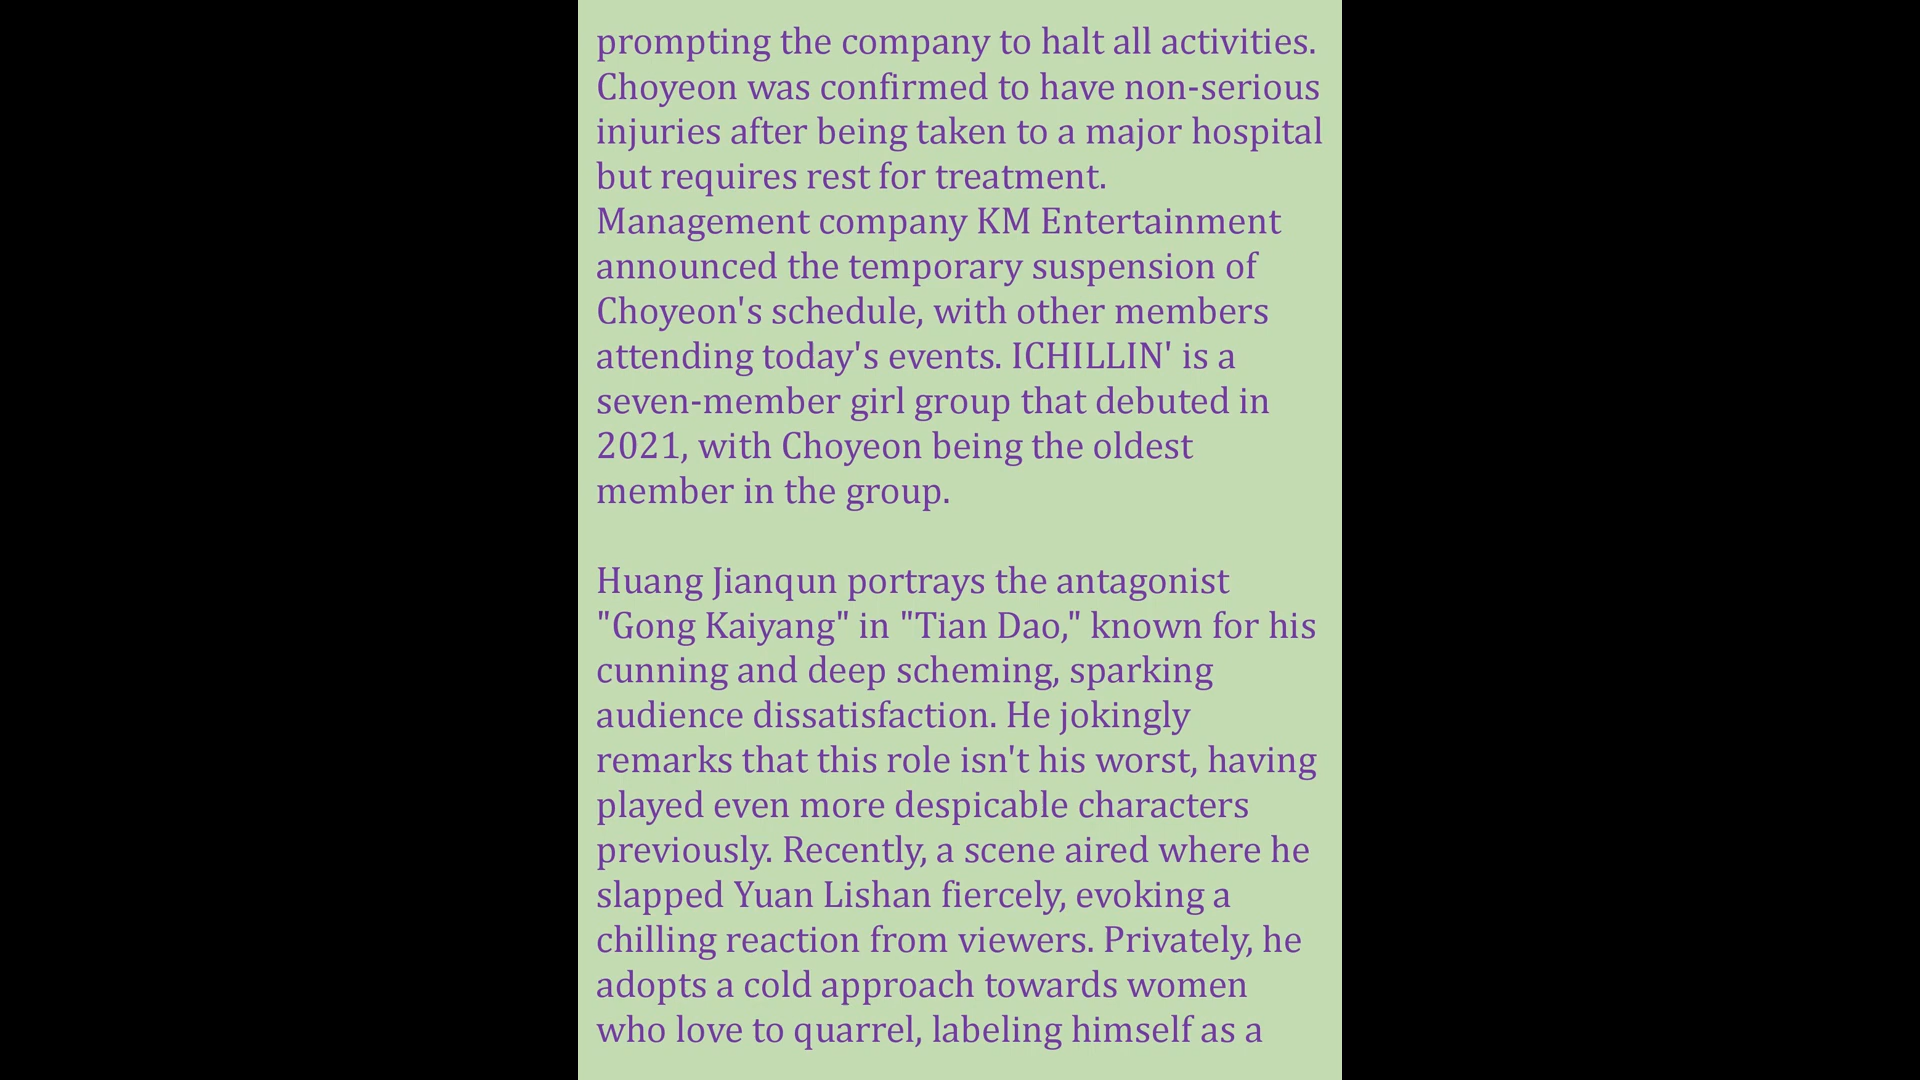 prompting the company to halt all activities.
Choyeon was confirmed to have non-serious
injuries after being taken to a major hospital
but requires rest for treatment.
Management company KM Entertainment
announced the temporary suspension of
Choyeon's schedule, with other members
attending today's events. ICHILLIN' is a
seven-member girl group that debuted in
2021, with Choyeon being the oldest
member in the group.
Huang Jianqun portrays the antagonist
"Gong Kaiyang" in "Tian Dao," known for his
cunning and deep scheming, sparking
audience dissatisfaction. He jokingly
remarks that this role isn't his worst, having
played even more despicable characters
previously. Recently, a scene aired where he
slapped Yuan Lishan fiercely, evoking a
chilling reaction from viewers. Privately, he
adopts a cold approach towards women
who love to quarrel, labeling himself as a